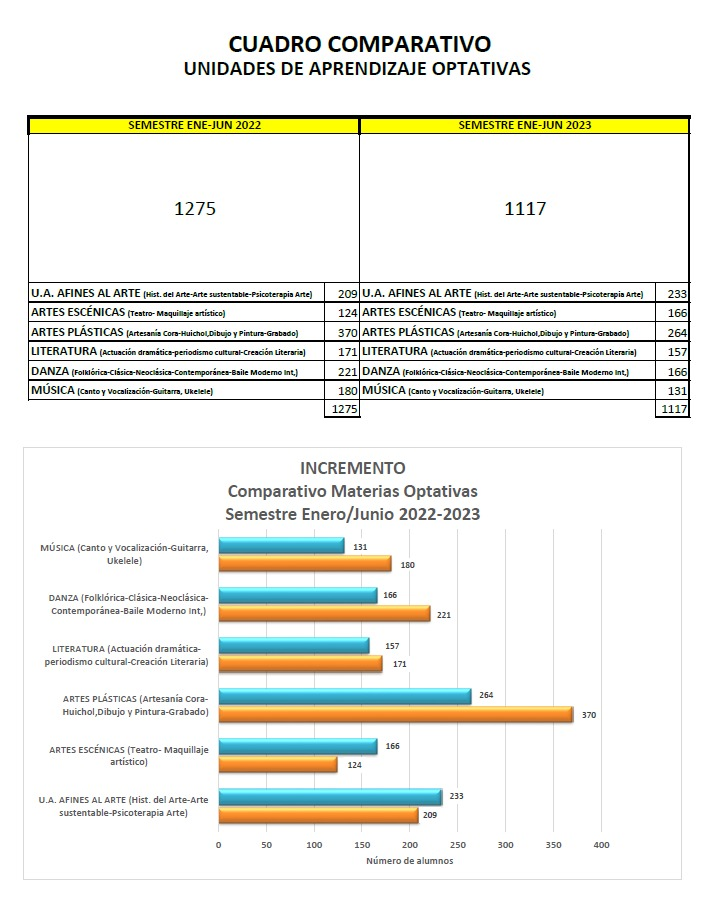 CUADRO COMPARATIVO
UNIDADES DE APRENDIZAJE OPTATIVAS
SEMESTRE ENE-JUN 2022 SEMESTRE ENE-JUN 2023
1275 1117
U.A. AFINES AL ARTE (Hist. del Arte-Arte sustentable-Psicoterapia Arte) 209 U.A. AFINES AL ARTE (Hist. del Arte-Arte sustentable-Psicoterapia Arte) 233
ARTES ESCÉNICAS (Teatro- Maquillaje artístico) 124 ARTES ESCÉNICAS (Teatro- Maquillaje artístico) 166
ARTES PLÁSTICAS (Artesanía Cora-Huichol,Dibujo y Pintura-Grabado) 370 ARTES PLÁSTICAS (Artesanía Cora-Huichol,Dibujo y Pintura-Grabado) 264
LITERATURA (Actuación dramática-periodismo cultural-Creación Literaria) 171 LITERATURA (Actuación dramática-periodismo cultural-Creación Literaria) 157
DANZA (Folklórica-Clásica-Neoclásica-Contemporánea-Baile Moderno Int,) 221 DANZA (Folklórica-Clásica-Neoclásica-Contemporánea-Baile Moderno Int,) 166
MÚSICA (Canto y Vocalización-Guitarra, Ukelele) 180 MÚSICA (Canto y Vocalización-Guitarra, Ukelele) 131
1275 1117
INCREMENTO
Comparativo Materias Optativas
Semestre Enero/Junio 2022-2023
MÚSICA (Canto y Vocalización-Guitarra,
Ukelele)
131
180
DANZA (Folklórica-Clásica-Neoclásica-
Contemporánea-Baile Moderno Int,)
166
221
LITERATURA (Actuación dramática-
periodismo cultural-Creación Literaria)
157
171
ARTES PLÁSTICAS (Artesanía Cora-
Huichol,Dibujo y Pintura-Grabado)
264
370
ARTES ESCÉNICAS (Teatro- Maquillaje
artístico)
166
124
U.A. AFINES AL ARTE (Hist. del Arte-Arte
sustentable-Psicoterapia Arte)
233
209
0 50 100 150 200 250 300 350 400
Número de alumnos